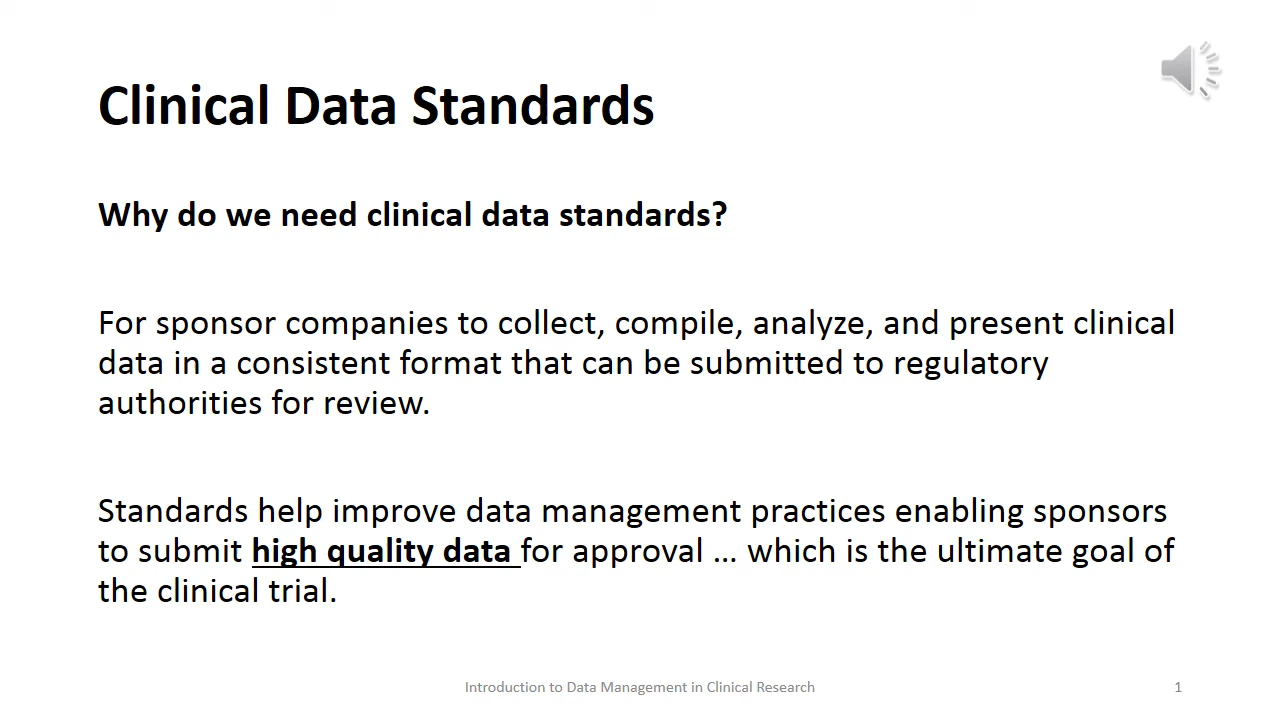 Clinical Data Standards
Why do we need clinical data standards?
For sponsor companies to collect, compile, analyze, and present clinical
data in a consistent format that can be submitted to regulatory
authorities for review.
Standards help improve data management practices enabling sponsors
to submit high quality data for approval … which is the ultimate goal of
the clinical trial.
Introduction to Data Management in Clinical Research
1